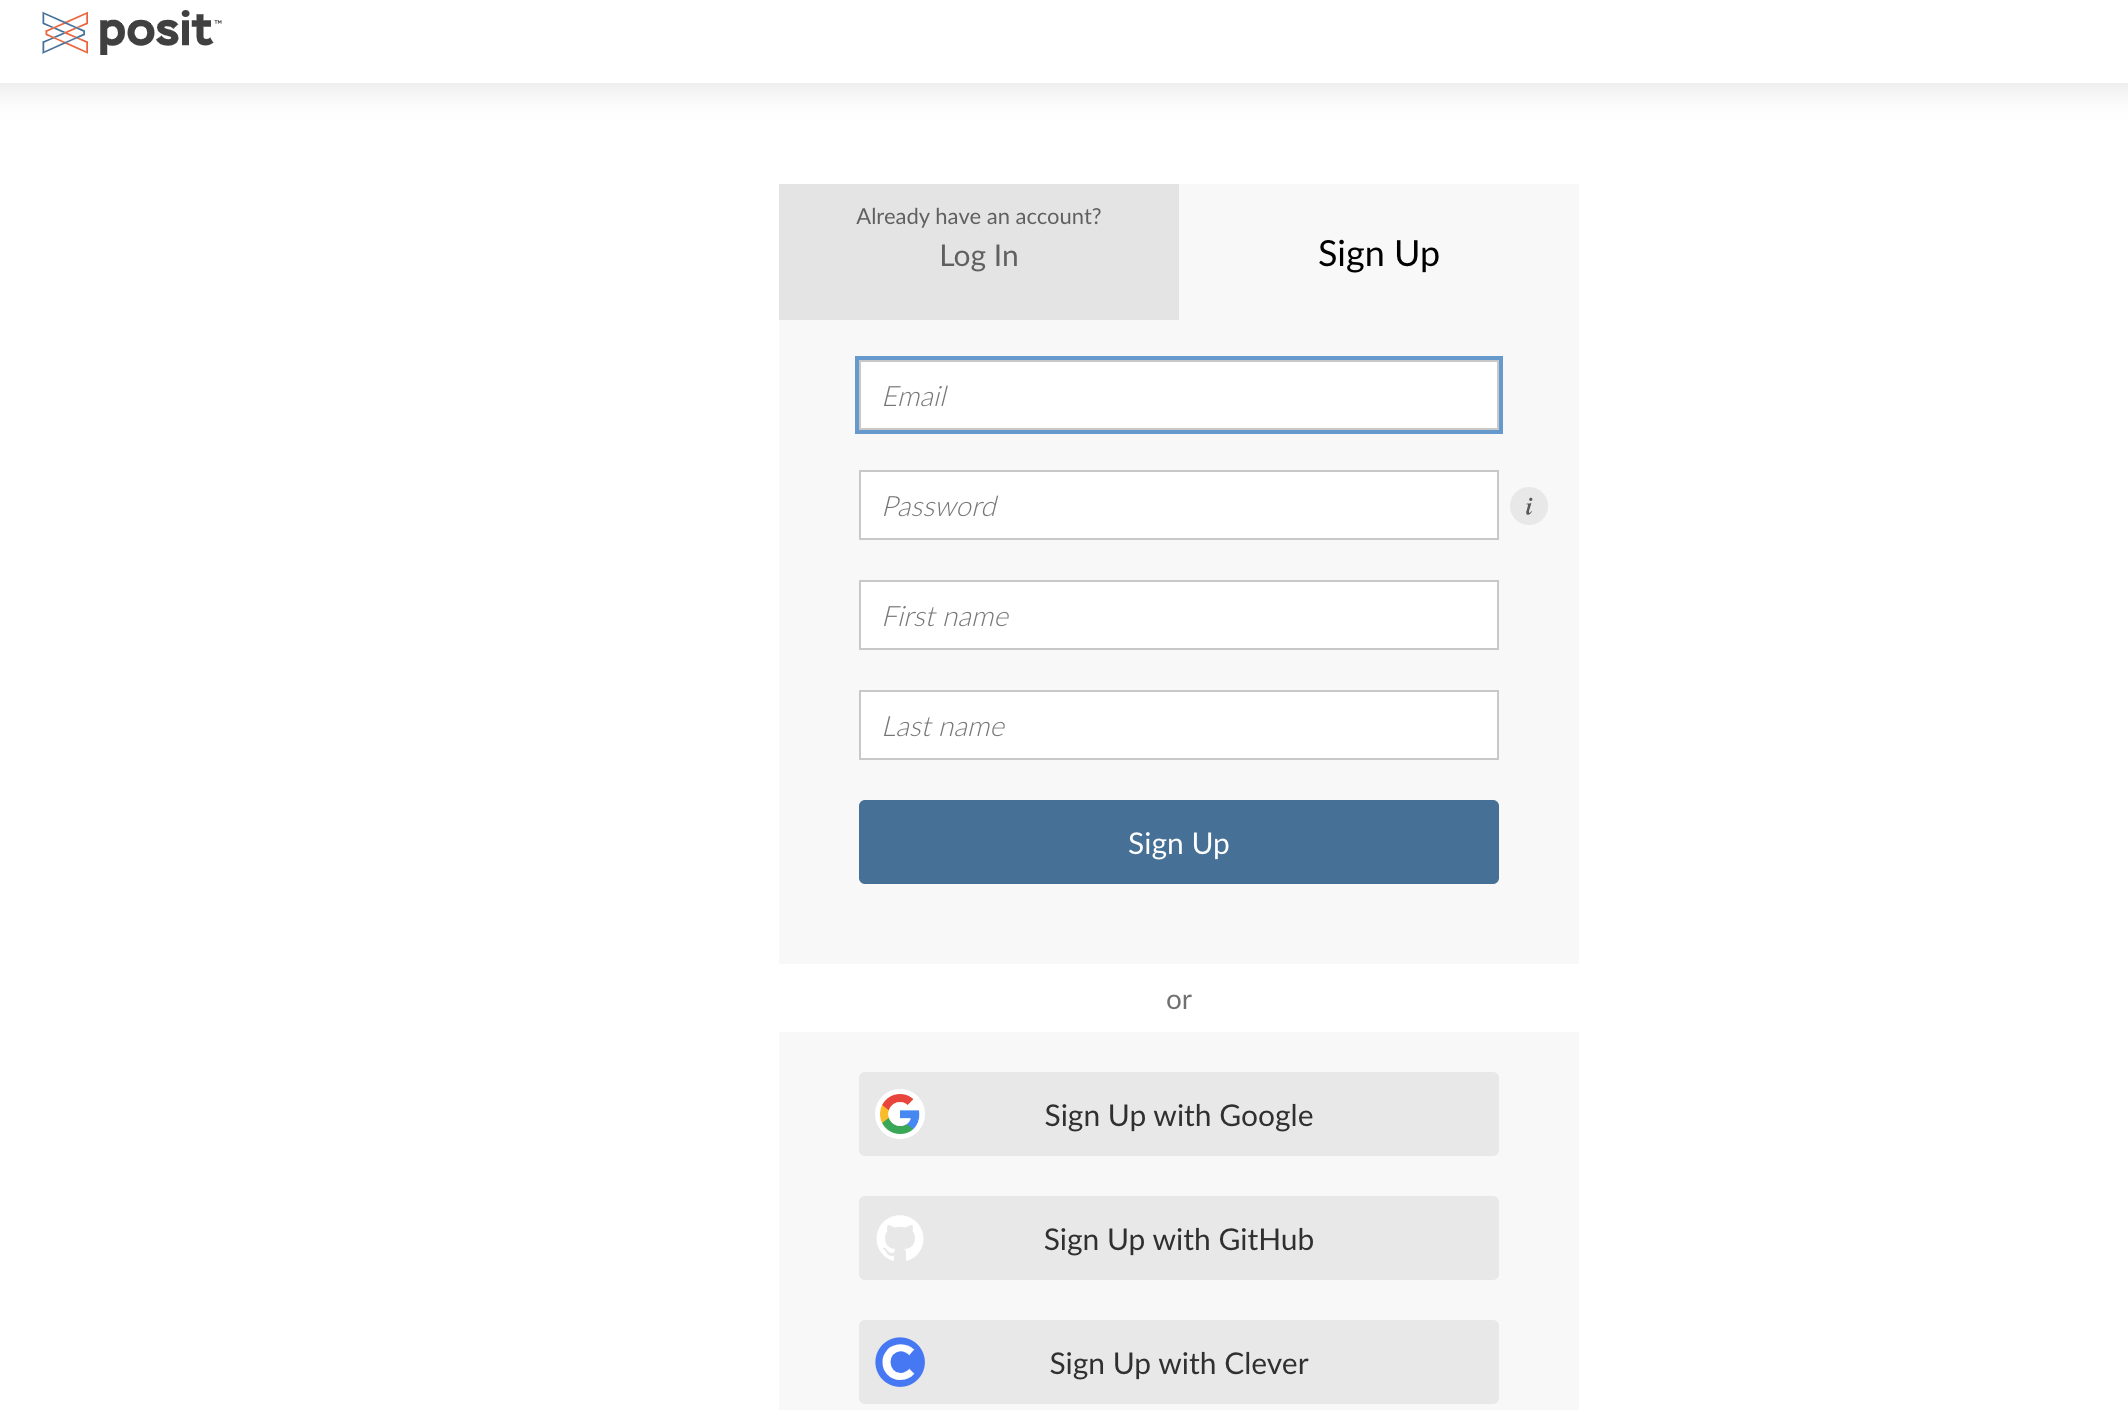 posit™
Already have an account?
Log In
Sign Up
Email
Password
i
First name
Last name
Sign Up
or
Sign Up with Google
Sign Up with GitHub
Sign Up with Clever